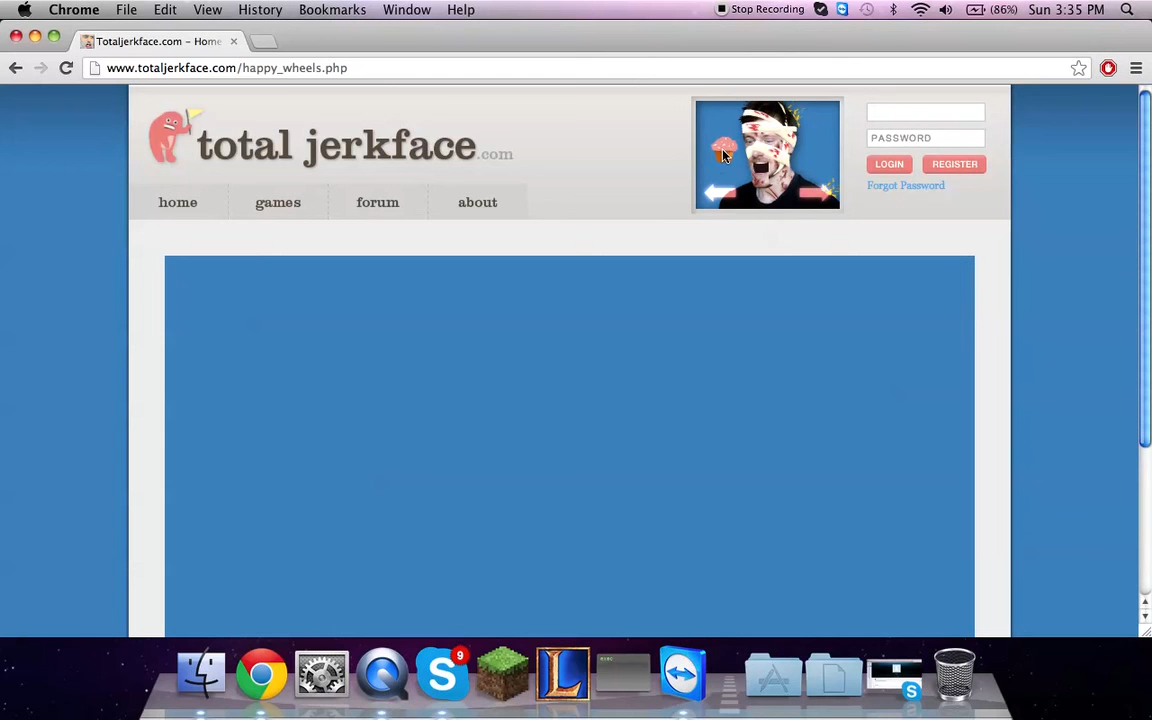 Chrome File Edit View History Bookmarks Window Help Stop Recording (86%) Sun 3:35 PM
Totaljerkface.com – Home
www.totaljerkface.com/happy_wheels.php
total jerkface.com
PASSWORD
LOGIN REGISTER
Forgot Password
home games forum about
9